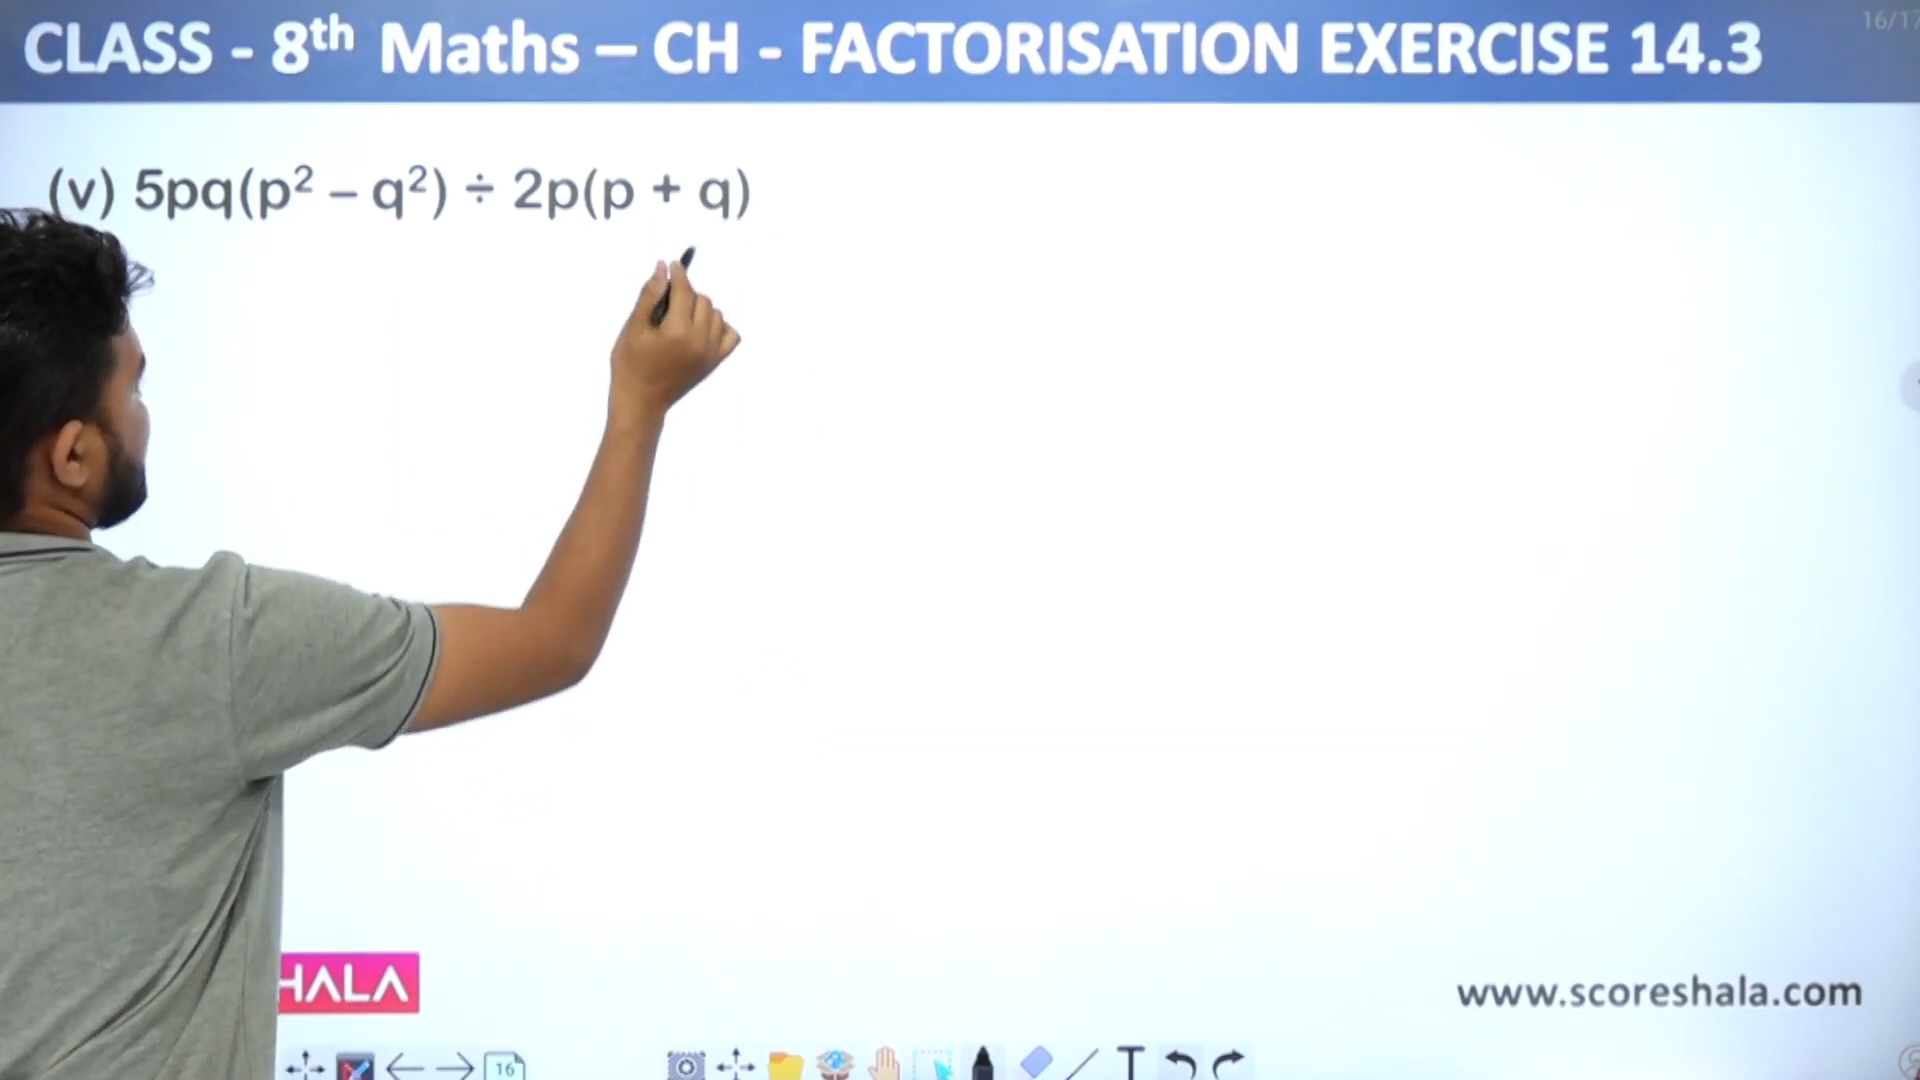 CLASS - 8th Maths – CH - FACTORISATION EXERCISE 14.3
16/17
(v) 5pq(p² – q²) ÷ 2p(p + q)
HALA
www.scoreshala.com
16
T